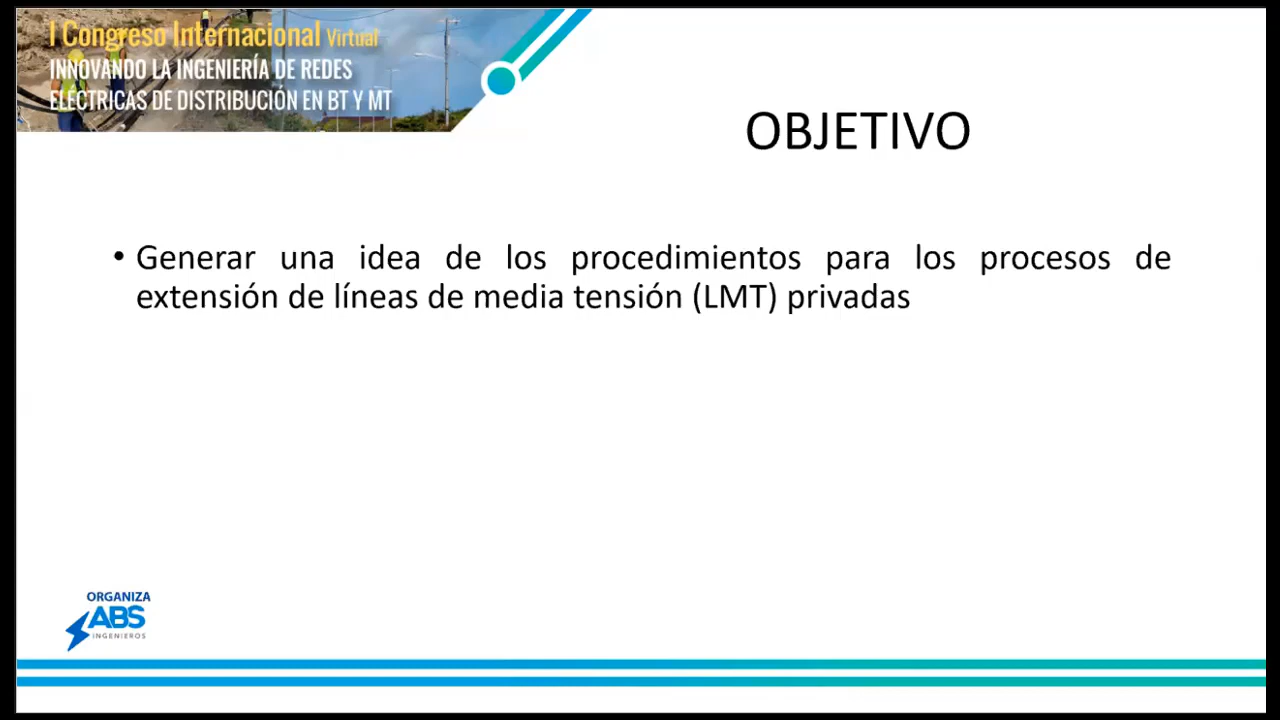 I Congreso Internacional Virtual
INNOVANDO LA INGENIERÍA DE REDES
ELÉCTRICAS DE DISTRIBUCIÓN EN BT Y MT
OBJETIVO
• Generar una idea de los procedimientos para los procesos de
extensión de líneas de media tensión (LMT) privadas
ORGANIZA
ABS
INGENIEROS